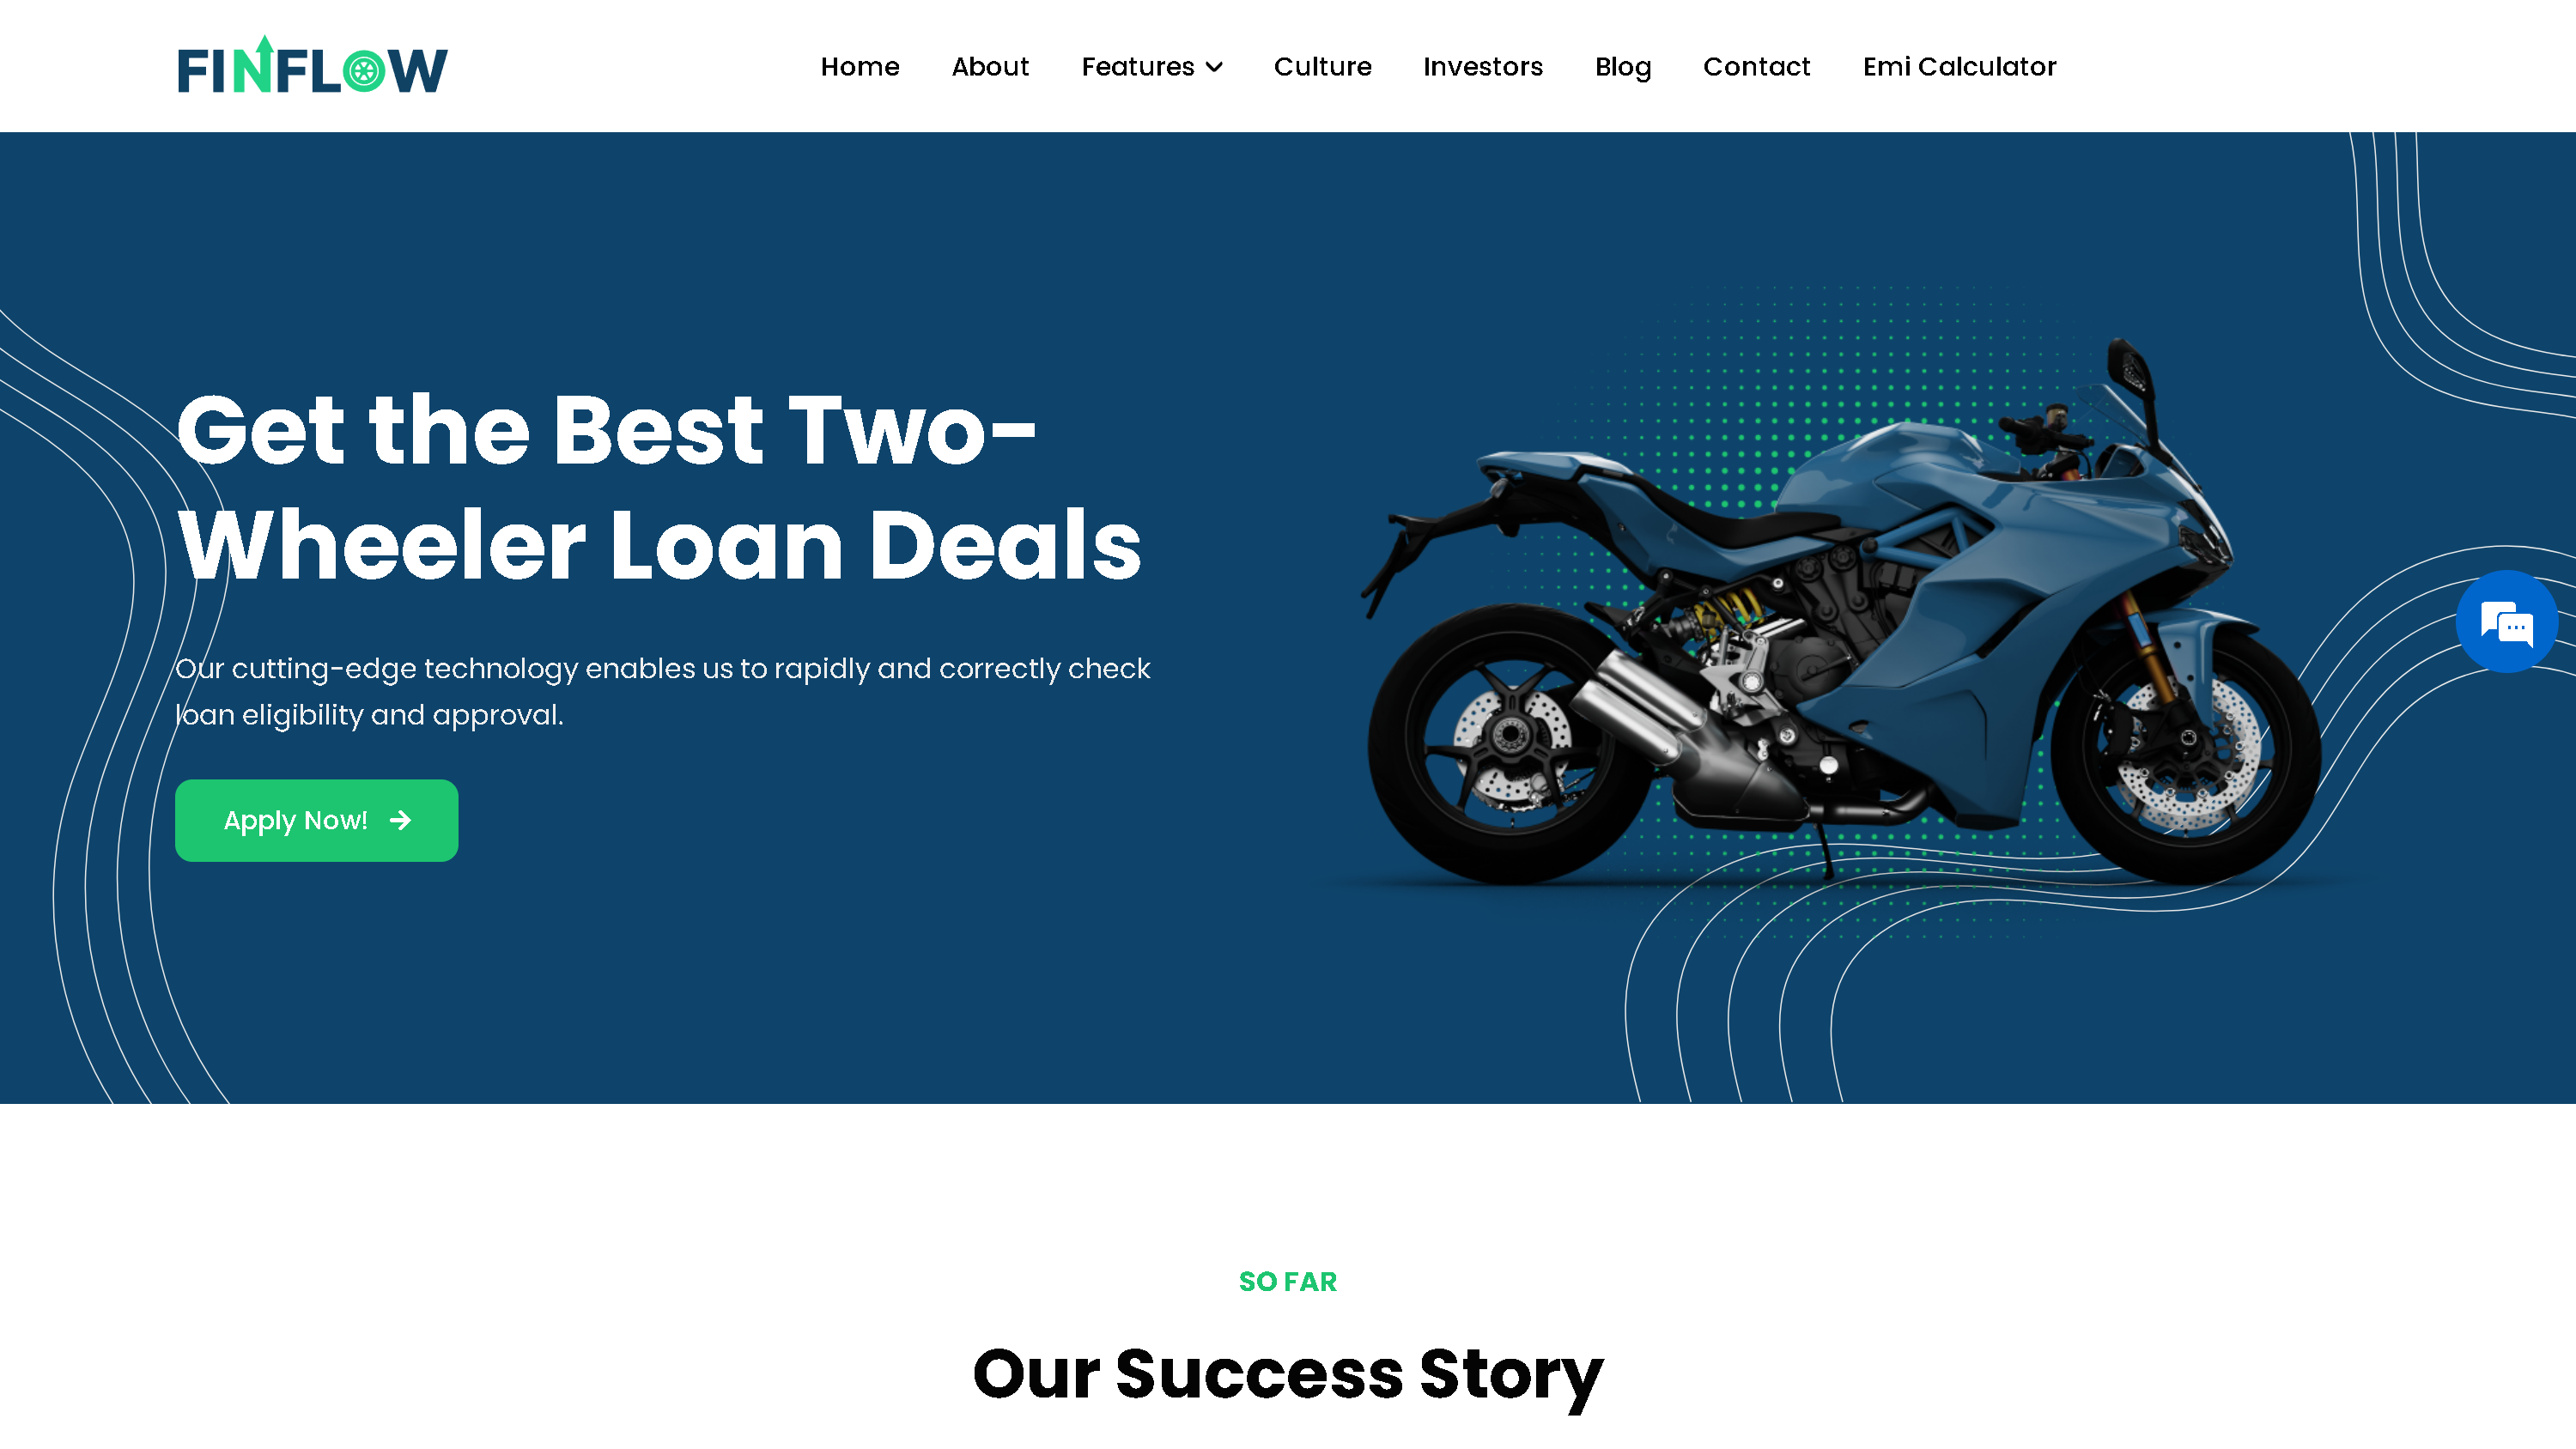 FINFLOW
Home About Features Culture Investors Blog Contact Emi Calculator
Get the Best Two-
Wheeler Loan Deals
Our cutting-edge technology enables us to rapidly and correctly check
loan eligibility and approval.
Apply Now!
SO FAR
Our Success Story